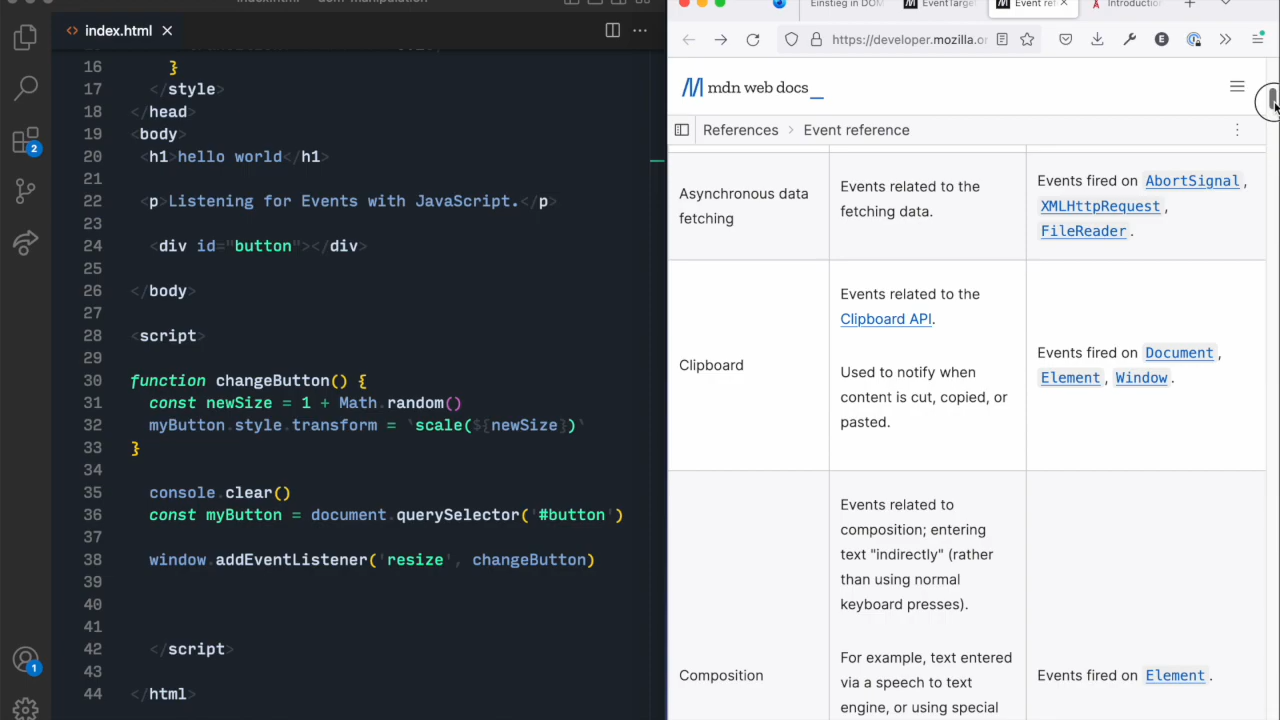 index.html
16 }
17 </style>
18 </head>
19 <body>
20 <h1>hello world</h1>
21
22 <p>Listening for Events with JavaScript.</p>
23
24 <div id="button"></div>
25
26 </body>
27
28 <script>
29
30 function changeButton() {
31 const newSize = 1 + Math.random()
32 myButton.style.transform = `scale(${newSize})`
33 }
34
35 console.clear()
36 const myButton = document.querySelector('#button')
37
38 window.addEventListener('resize', changeButton)
39
40
41
42 </script>
43
44 </html>
2
1
Einstieg in DOM
EventTarget
Event ref
Introduction
https://developer.mozilla.or
mdn web docs_
References > Event reference
Asynchronous data
fetching
Events related to the
fetching data.
Events fired on AbortSignal,
XMLHttpRequest,
FileReader.
Clipboard
Events related to the
Clipboard API.
Used to notify when
content is cut, copied, or
pasted.
Events fired on Document,
Element, Window.
Composition
Events related to
composition; entering
text "indirectly" (rather
than using normal
keyboard presses).
For example, text entered
via a speech to text
engine, or using special
Events fired on Element.